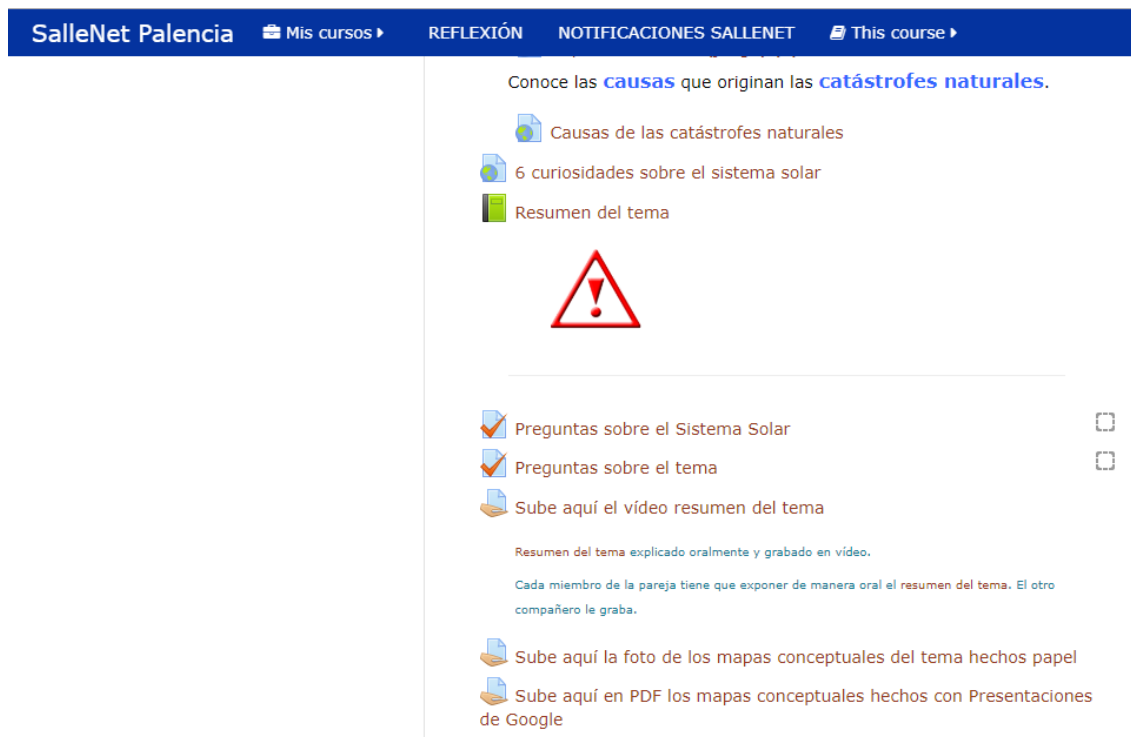 SalleNet Palencia Mis cursos REFLEXIÓN NOTIFICACIONES SALLENET This course
Conoce las causas que originan las catástrofes naturales.
Causas de las catástrofes naturales
6 curiosidades sobre el sistema solar
Resumen del tema
Preguntas sobre el Sistema Solar
Preguntas sobre el tema
Sube aquí el vídeo resumen del tema
Resumen del tema explicado oralmente y grabado en vídeo.
Cada miembro de la pareja tiene que exponer de manera oral el resumen del tema. El otro
compañero le graba.
Sube aquí la foto de los mapas conceptuales del tema hechos papel
Sube aquí en PDF los mapas conceptuales hechos con Presentaciones
de Google